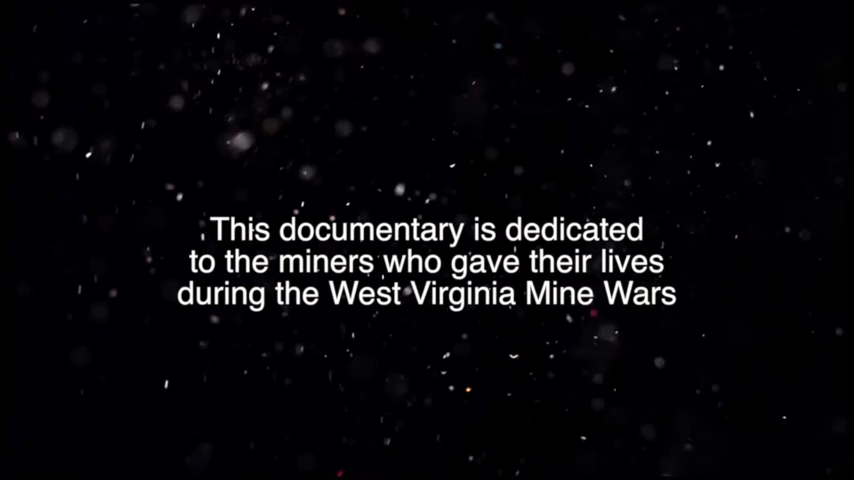 This documentary is dedicated
to the miners who gave their lives
during the West Virginia Mine Wars